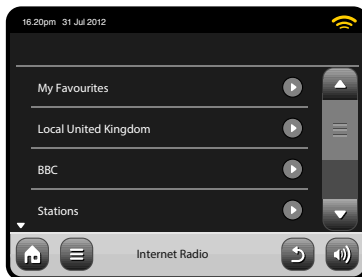 16.20pm 31 Jul 2012
My Favourites
Local United Kingdom
BBC
Stations
Internet Radio